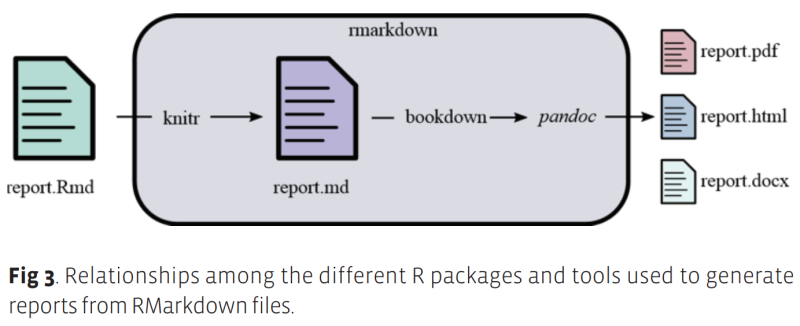 rmarkdown
report.Rmd
knitr
report.md
bookdown
pandoc
report.pdf
report.html
report.docx
Fig 3. Relationships among the different R packages and tools used to generate
reports from RMarkdown files.